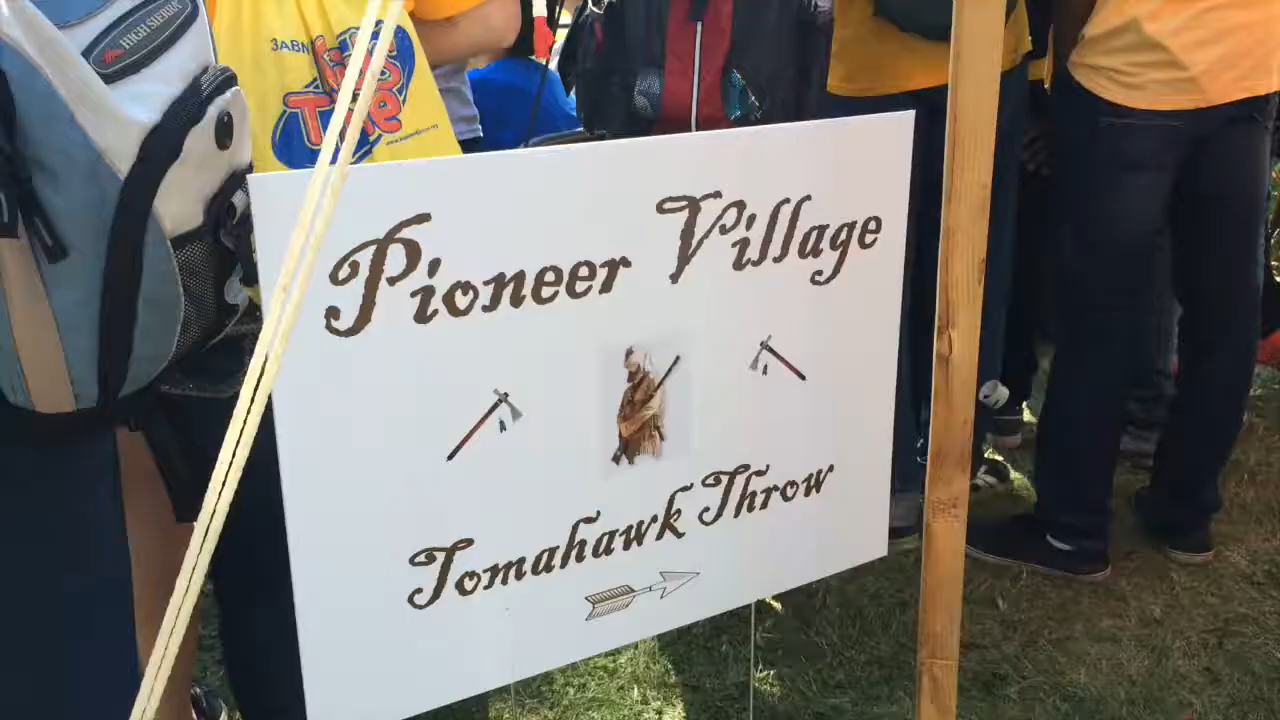 HIGH SIERRA
3ABN
kids
Time
Pioneer Village
Tomahawk Throw